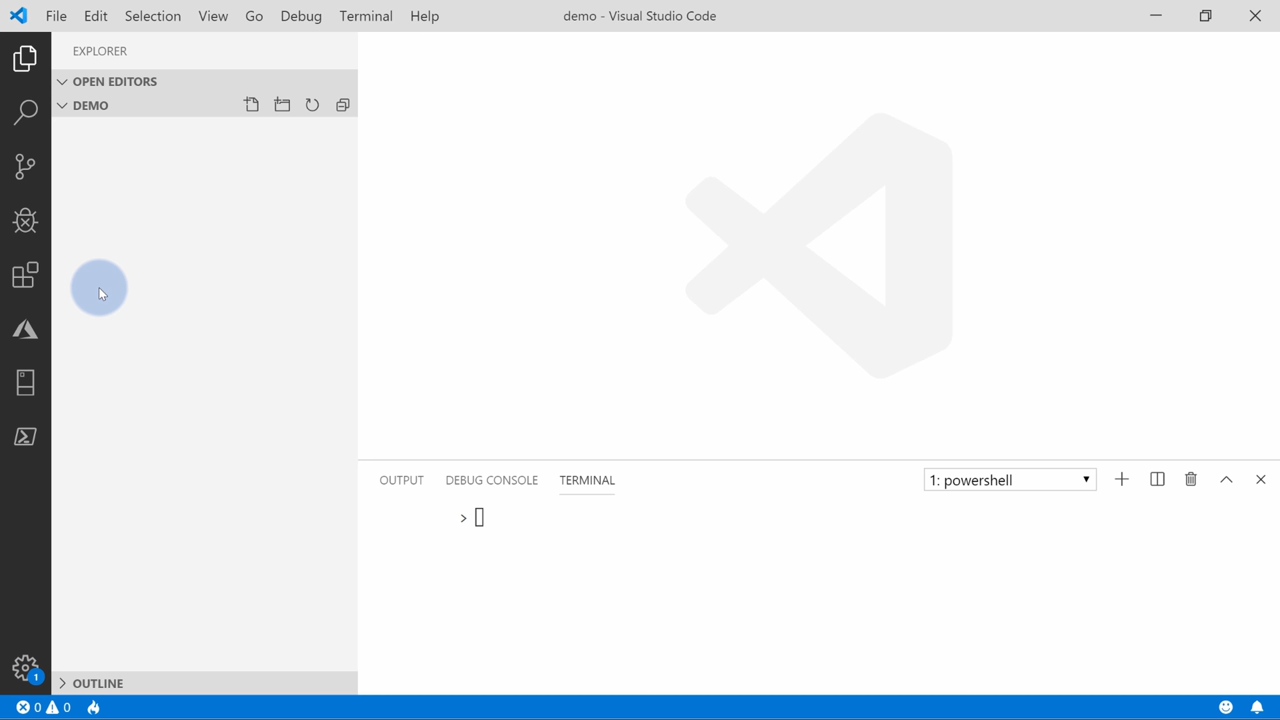 File Edit Selection View Go Debug Terminal Help demo - Visual Studio Code
EXPLORER
OPEN EDITORS
DEMO
OUTPUT DEBUG CONSOLE TERMINAL 1: powershell
>
1
OUTLINE
0 0